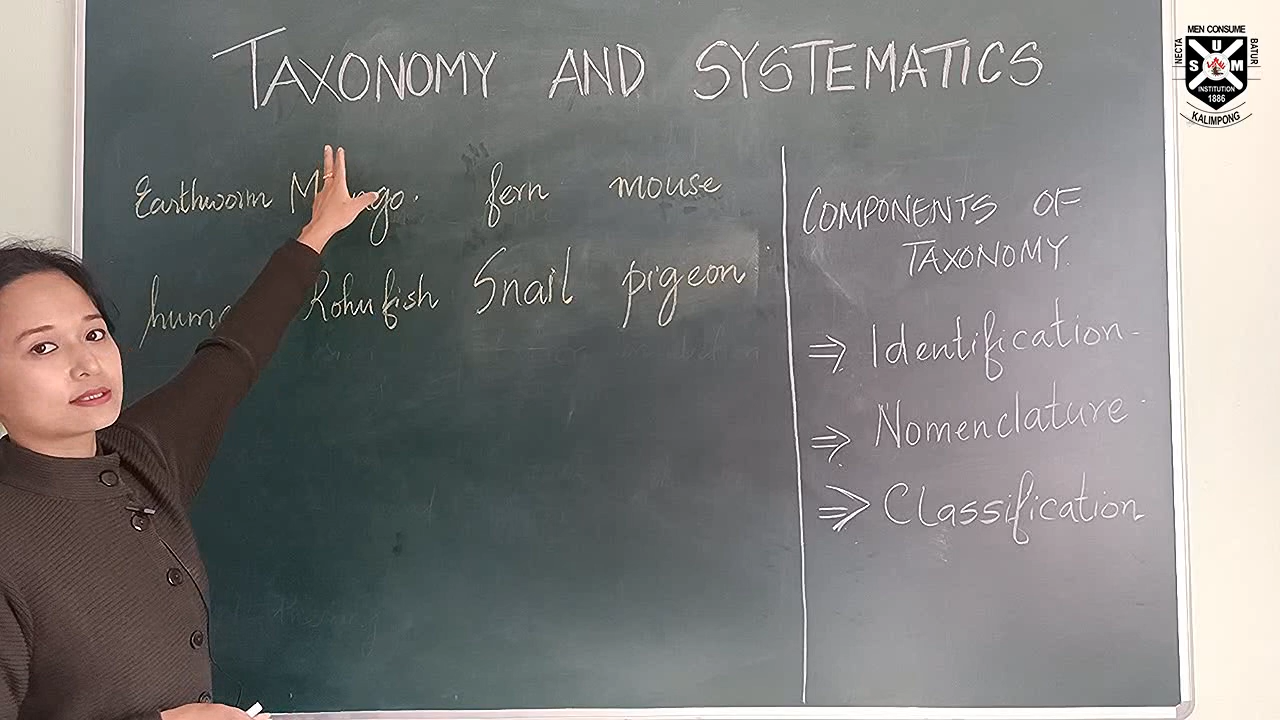 TAXONOMY AND SYSTEMATICS
Earthworm Mango. fern mouse
Rohufish Snail pigeon
COMPONENTS OF
TAXONOMY.
⇒ Identification
⇒ Nomenclature
⇒ Classification
MEN CONSUME
NECTA
BATUR
S U M
INSTITUTION
1886
KALIMPONG